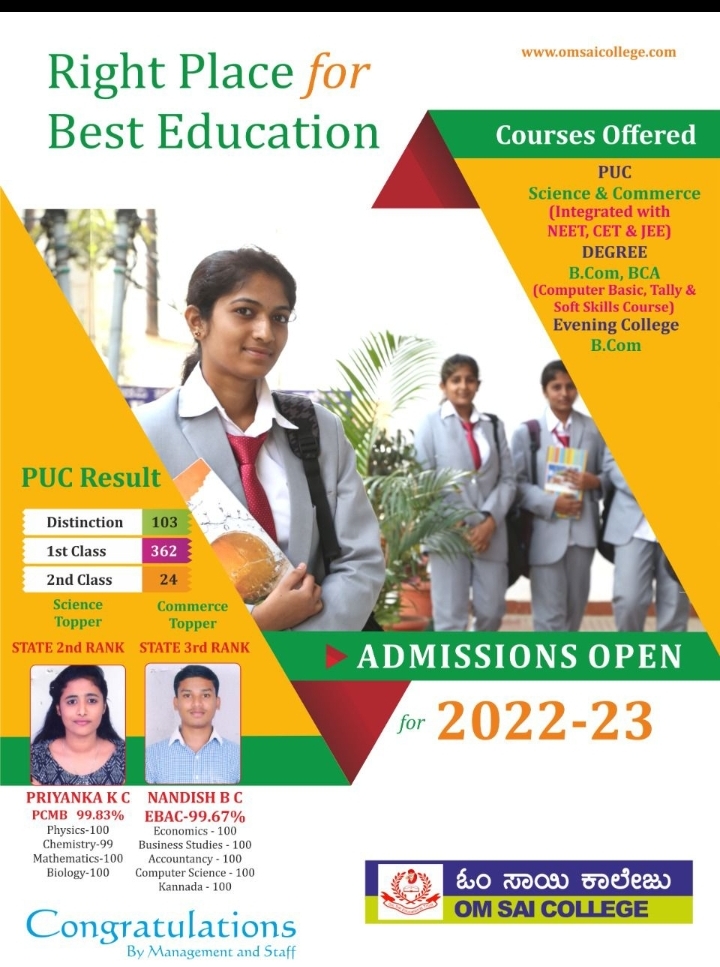 www.omsaicollege.com
Right Place for
Best Education
Courses Offered
PUC
Science & Commerce
(Integrated with
NEET, CET & JEE)
DEGREE
B.Com, BCA
(Computer Basic, Tally &
Soft Skills Course)
Evening College
B.Com
PUC Result
Distinction 103
1st Class 362
2nd Class 24
Science
Topper
STATE 2nd RANK
Commerce
Topper
STATE 3rd RANK
ADMISSIONS OPEN
for 2022-23
PRIYANKA K C
PCMB 99.83%
Physics-100
Chemistry-99
Mathematics-100
Biology-100
NANDISH B C
EBAC-99.67%
Economics - 100
Business Studies - 100
Accountancy - 100
Computer Science - 100
Kannada - 100
Congratulations
By Management and Staff
ಓಂ ಸಾಯಿ ಕಾಲೇಜು
OM SAI COLLEGE